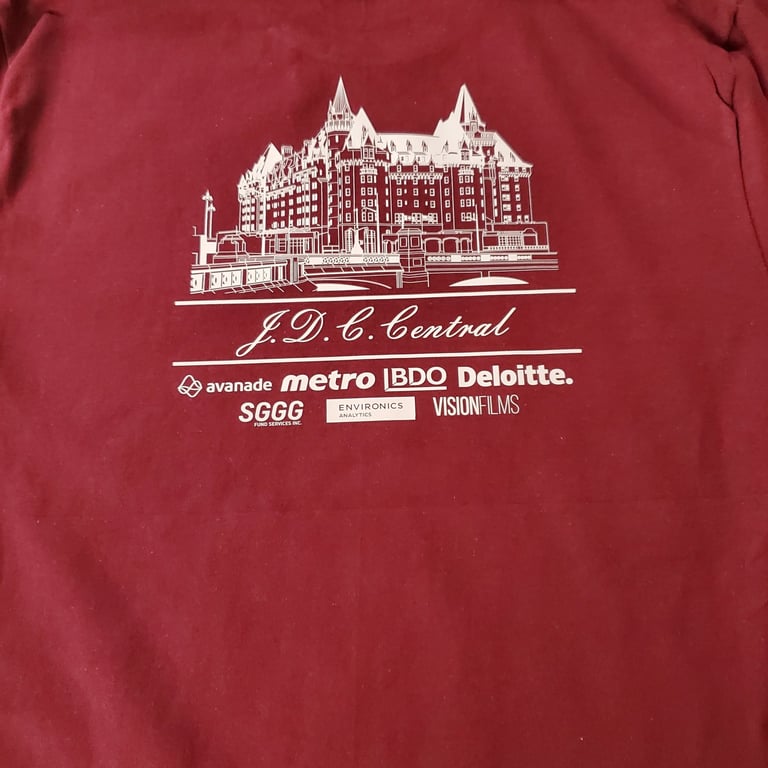 J.D.C. Central
avanade metro BDO Deloitte.
SGGG ENVIRONICS VISIONFILMS
FUND SERVICES INC. ANALYTICS